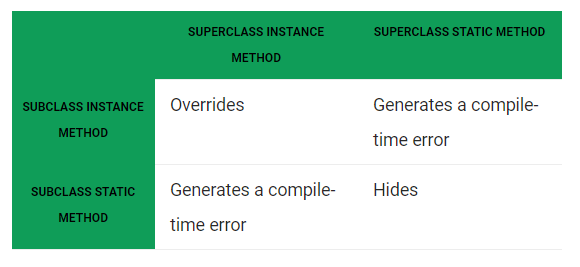 SUPERCLASS INSTANCE
METHOD
SUPERCLASS STATIC METHOD
SUBCLASS INSTANCE
METHOD
Overrides
Generates a compile-
time error
SUBCLASS STATIC
METHOD
Generates a compile-
time error
Hides